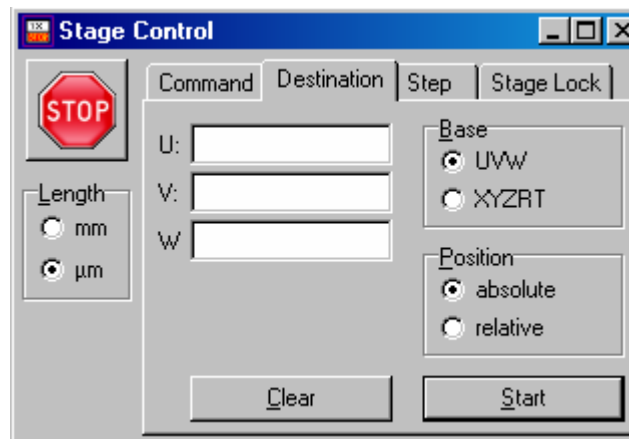 Stage Control
STOP
Command Destination Step Stage Lock
U:
V:
W
Base
UVW
XYZRT
Length
mm
µm
Position
absolute
relative
Clear
Start